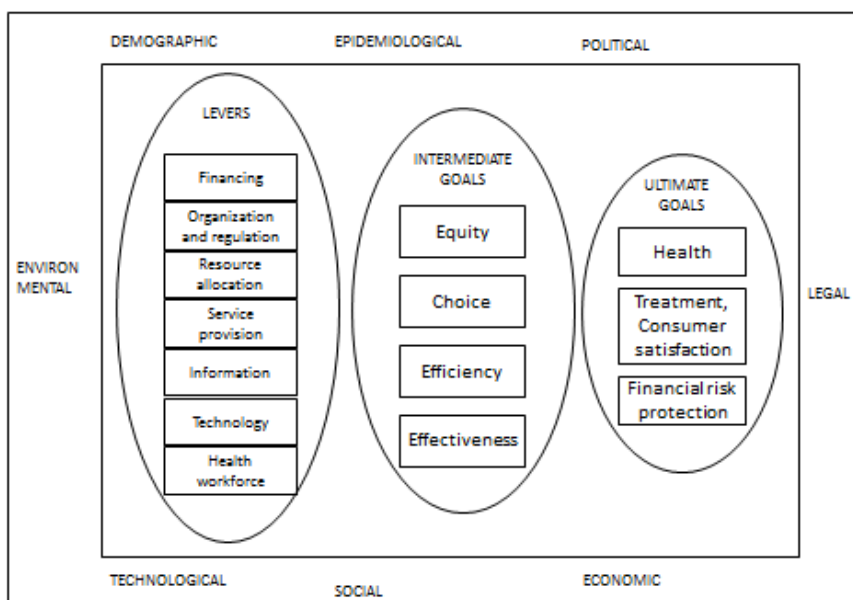 DEMOGRAPHIC
EPIDEMIOLOGICAL
POLITICAL
LEVERS
Financing
Organization
and regulation
Resource
allocation
Service
provision
Information
Technology
Health
workforce
INTERMEDIATE
GOALS
Equity
Choice
Efficiency
Effectiveness
ULTIMATE
GOALS
Health
Treatment,
Consumer
satisfaction
Financial risk
protection
ENVIRON
MENTAL
LEGAL
TECHNOLOGICAL
SOCIAL
ECONOMIC